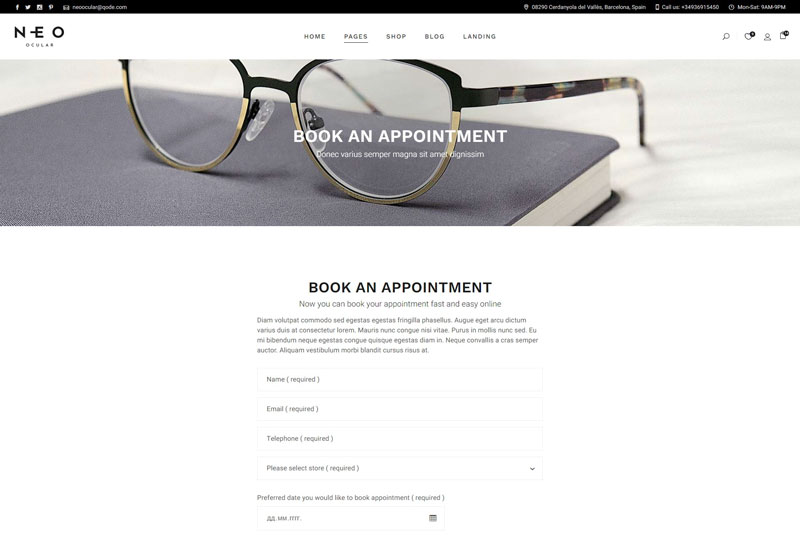 neoocular@qode.com
08290 Cerdanyola del Vallès, Barcelona, Spain
Call us: +34936915450
Mon-Sat: 9AM-9PM
NEO
OCULAR
HOME
PAGES
SHOP
BLOG
LANDING
BOOK AN APPOINTMENT
Donec varius semper magna sit amet dignissim
BOOK AN APPOINTMENT
Now you can book your appointment fast and easy online
Diam volutpat commodo sed egestas egestas fringilla phasellus. Augue eget arcu dictum
varius duis at consectetur lorem. Mauris nunc congue nisi vitae. Purus in mollis nunc sed. Eu
mi bibendum neque egestas congue quisque egestas diam in. Neque convallis a cras semper
auctor. Aliquam vestibulum morbi blandit cursus risus at.
Name ( required )
Email ( required )
Telephone ( required )
Please select store ( required )
Preferred date you would like to book appointment ( required )
ДД.ММ.ГГГГ.